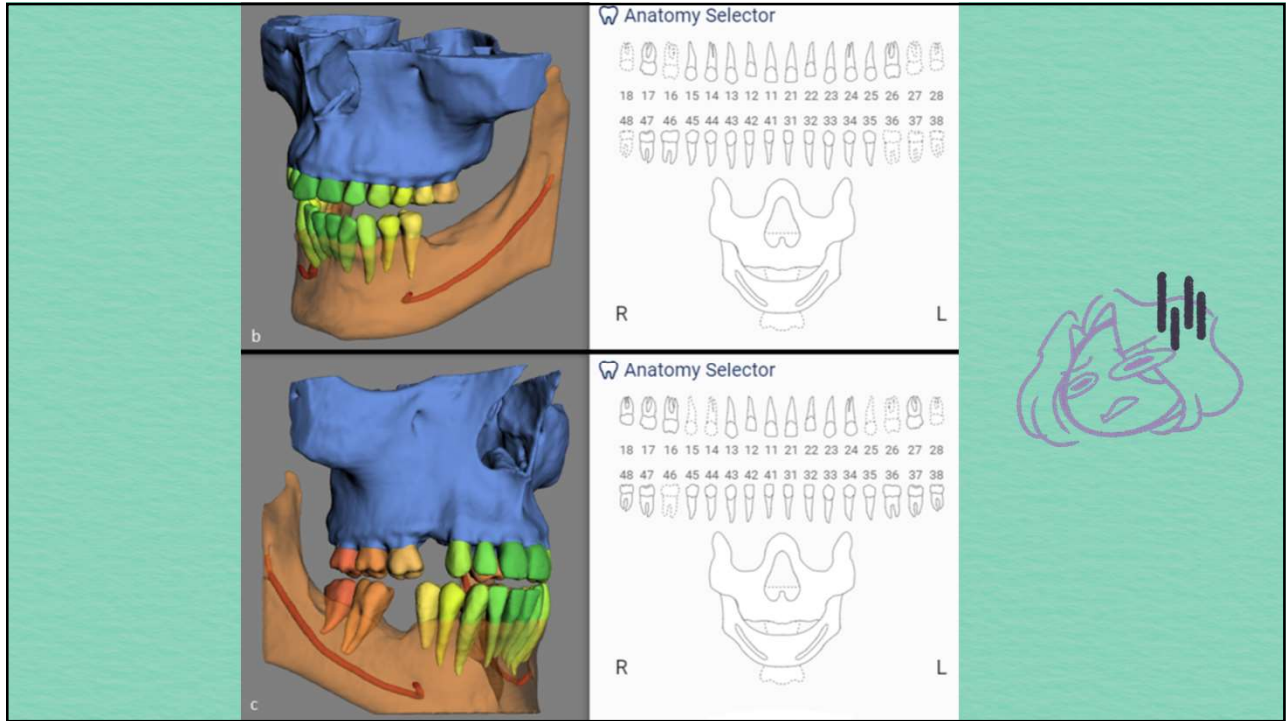 Anatomy Selector
18 17 16 15 14 13 12 11 21 22 23 24 25 26 27 28
48 47 46 45 44 43 42 41 31 32 33 34 35 36 37 38
R L
b
Anatomy Selector
18 17 16 15 14 13 12 11 21 22 23 24 25 26 27 28
48 47 46 45 44 43 42 41 31 32 33 34 35 36 37 38
R L
c